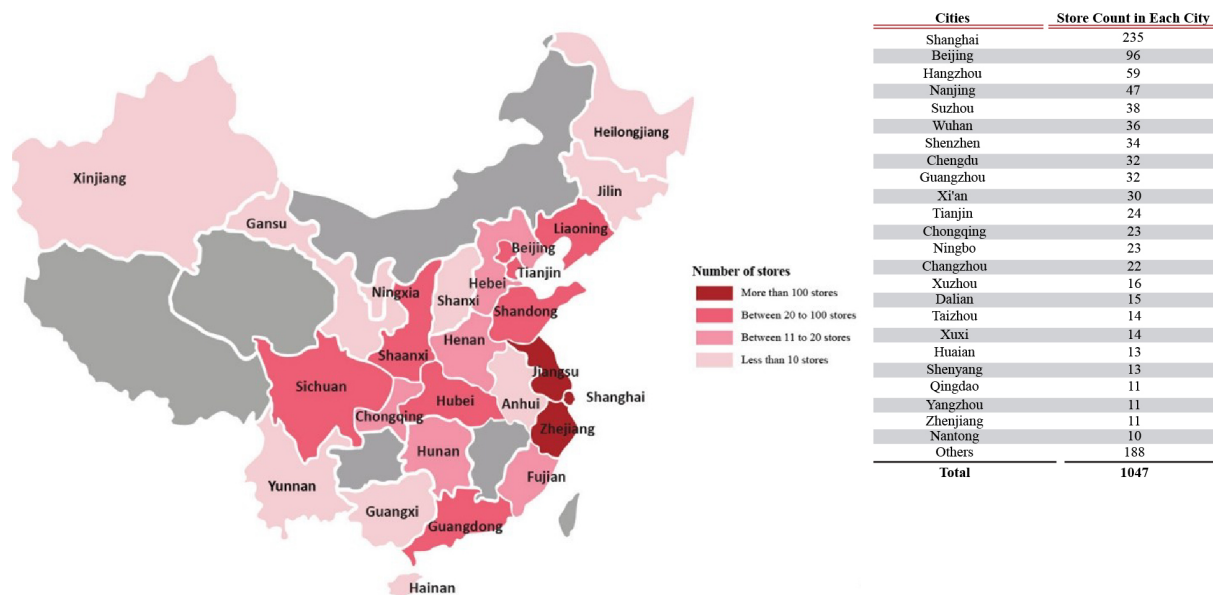 Heilongjiang
Xinjiang
Jilin
Gansu
Liaoning
Beijing
Tianjin
Hebei
Ningxia
Shanxi
Shandong
Henan
Shaanxi
Jiangsu
Sichuan
Shanghai
Hubei
Anhui
Chongqing
Zhejiang
Hunan
Fujian
Yunnan
Guangxi
Guangdong
Hainan
Number of stores
More than 100 stores
Between 20 to 100 stores
Between 11 to 20 stores
Less than 10 stores
Cities Store Count in Each City
Shanghai 235
Beijing 96
Hangzhou 59
Nanjing 47
Suzhou 38
Wuhan 36
Shenzhen 34
Chengdu 32
Guangzhou 32
Xi'an 30
Tianjin 24
Chongqing 23
Ningbo 23
Changzhou 22
Xuzhou 16
Dalian 15
Taizhou 14
Xuxi 14
Huaian 13
Shenyang 13
Qingdao 11
Yangzhou 11
Zhenjiang 11
Nantong 10
Others 188
Total 1047